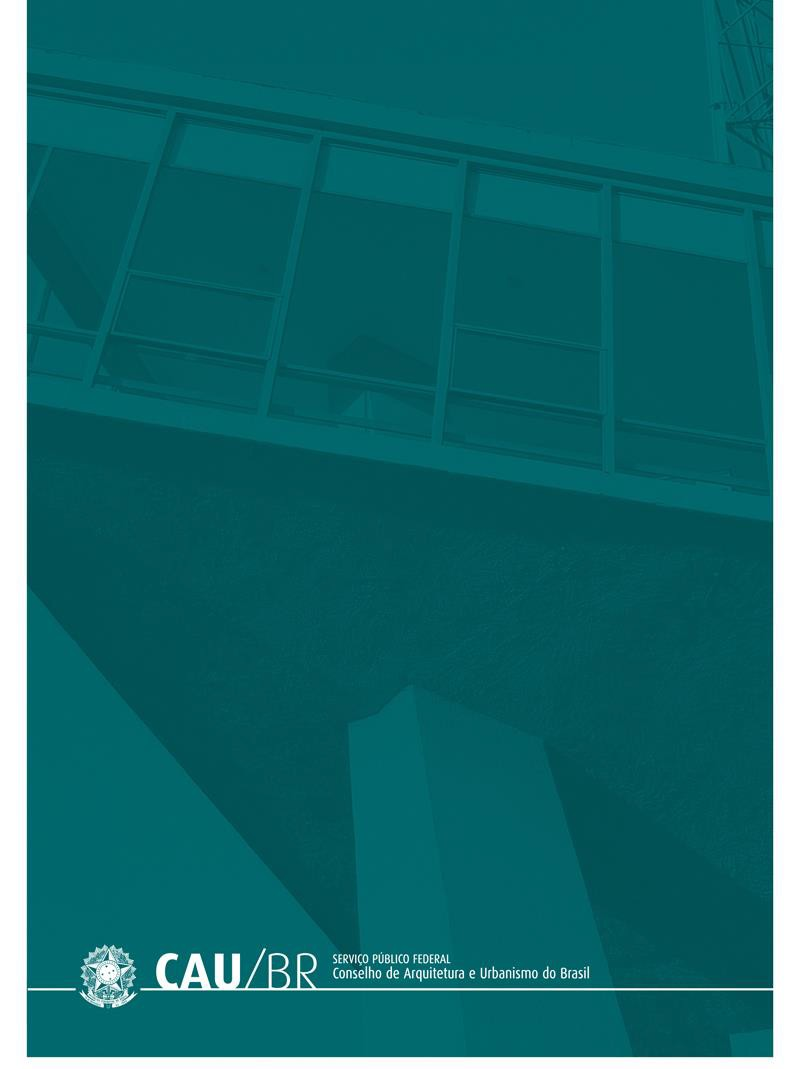 CAU/BR
SERVIÇO PÚBLICO FEDERAL
Conselho de Arquitetura e Urbanismo do Brasil